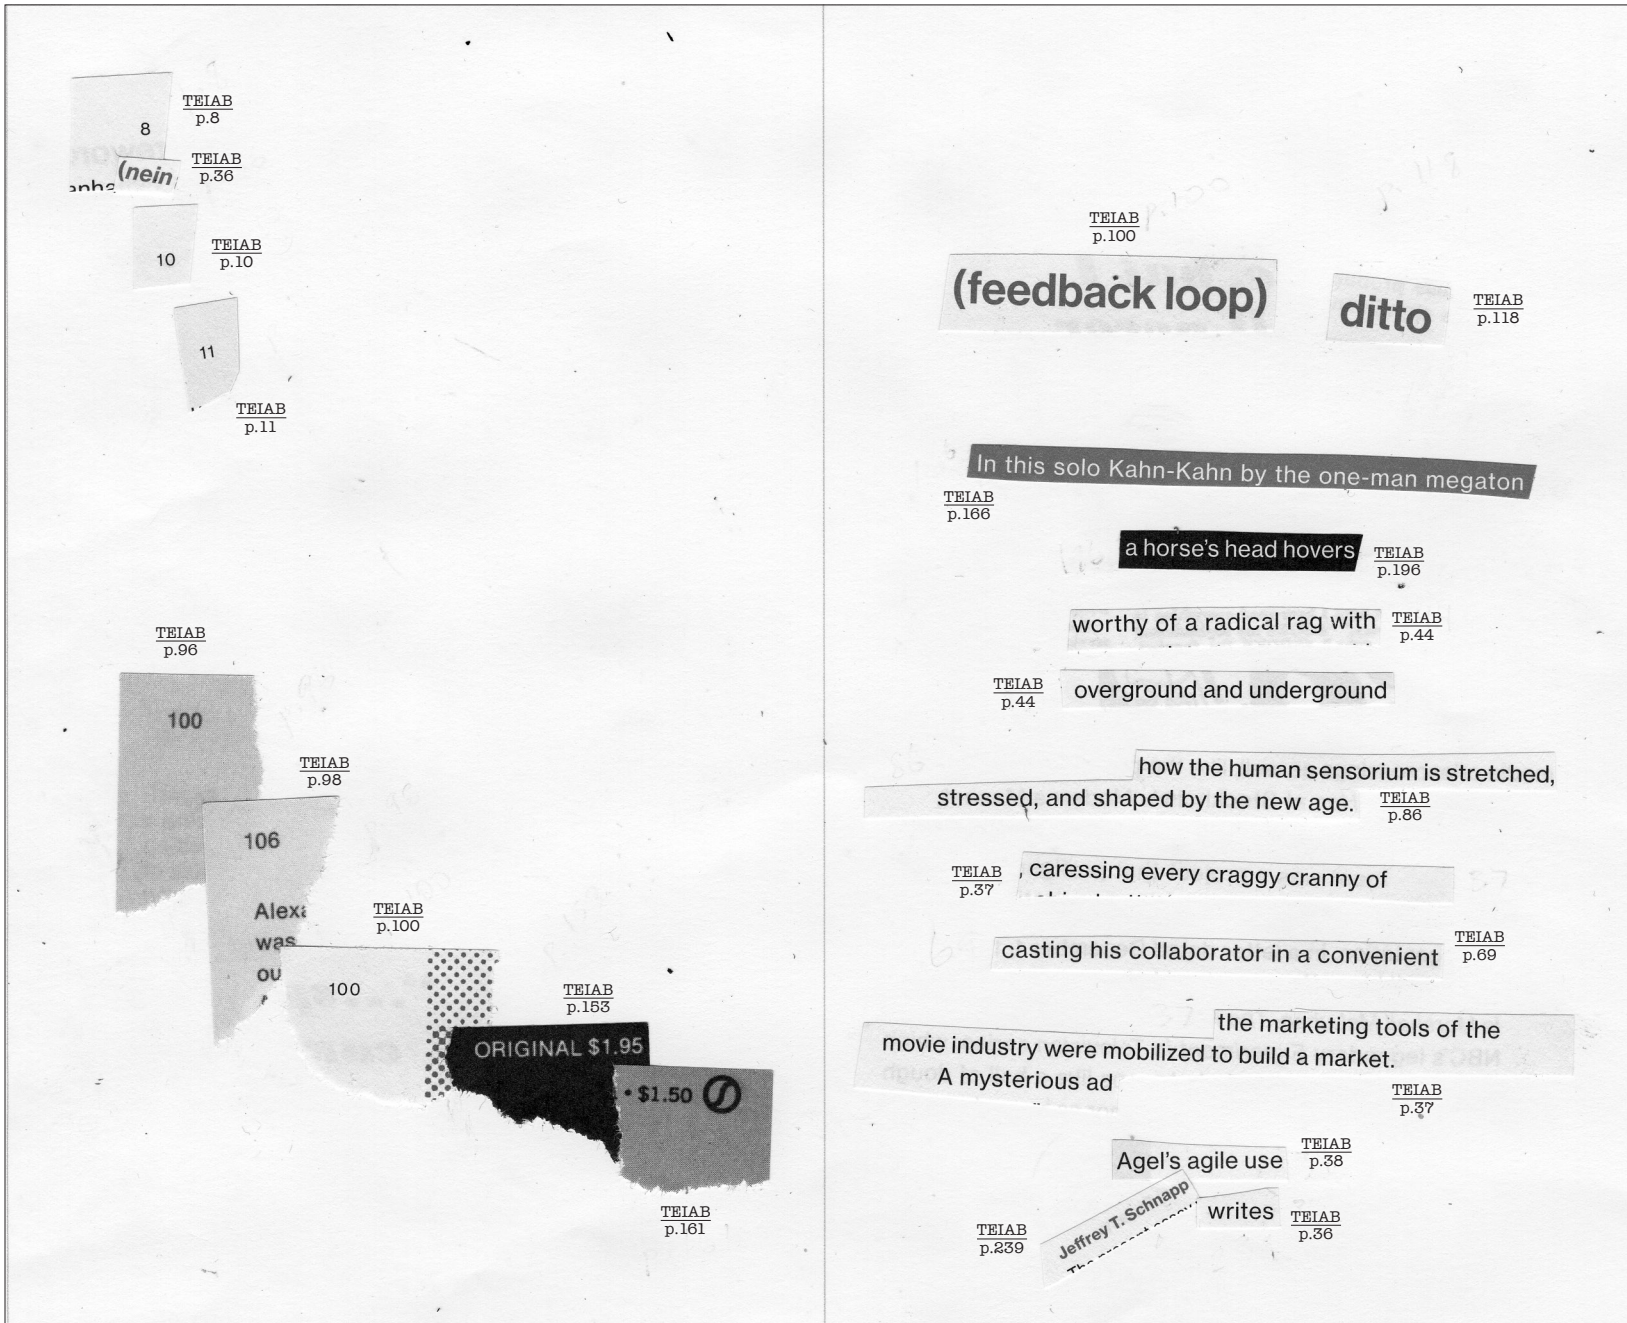 TEIAB
p.8
8
TEIAB
p.36
(nein
TEIAB
p.10
10
11
TEIAB
p.11
TEIAB
p.96
100
TEIAB
p.98
106
Alexa
was
ou
TEIAB
p.100
100
TEIAB
p.153
ORIGINAL $1.95
• $1.50
TEIAB
p.161
TEIAB
p.100
(feedback loop)
ditto
TEIAB
p.118
In this solo Kahn-Kahn by the one-man megaton
TEIAB
p.166
a horse's head hovers
TEIAB
p.196
worthy of a radical rag with
TEIAB
p.44
TEIAB
p.44
overground and underground
how the human sensorium is stretched,
stressed, and shaped by the new age.
TEIAB
p.86
TEIAB
p.37
, caressing every craggy cranny of
casting his collaborator in a convenient
TEIAB
p.69
the marketing tools of the
movie industry were mobilized to build a market.
A mysterious ad
TEIAB
p.37
Agel's agile use
TEIAB
p.38
Jeffrey T. Schnapp
TEIAB
p.239
writes
TEIAB
p.36